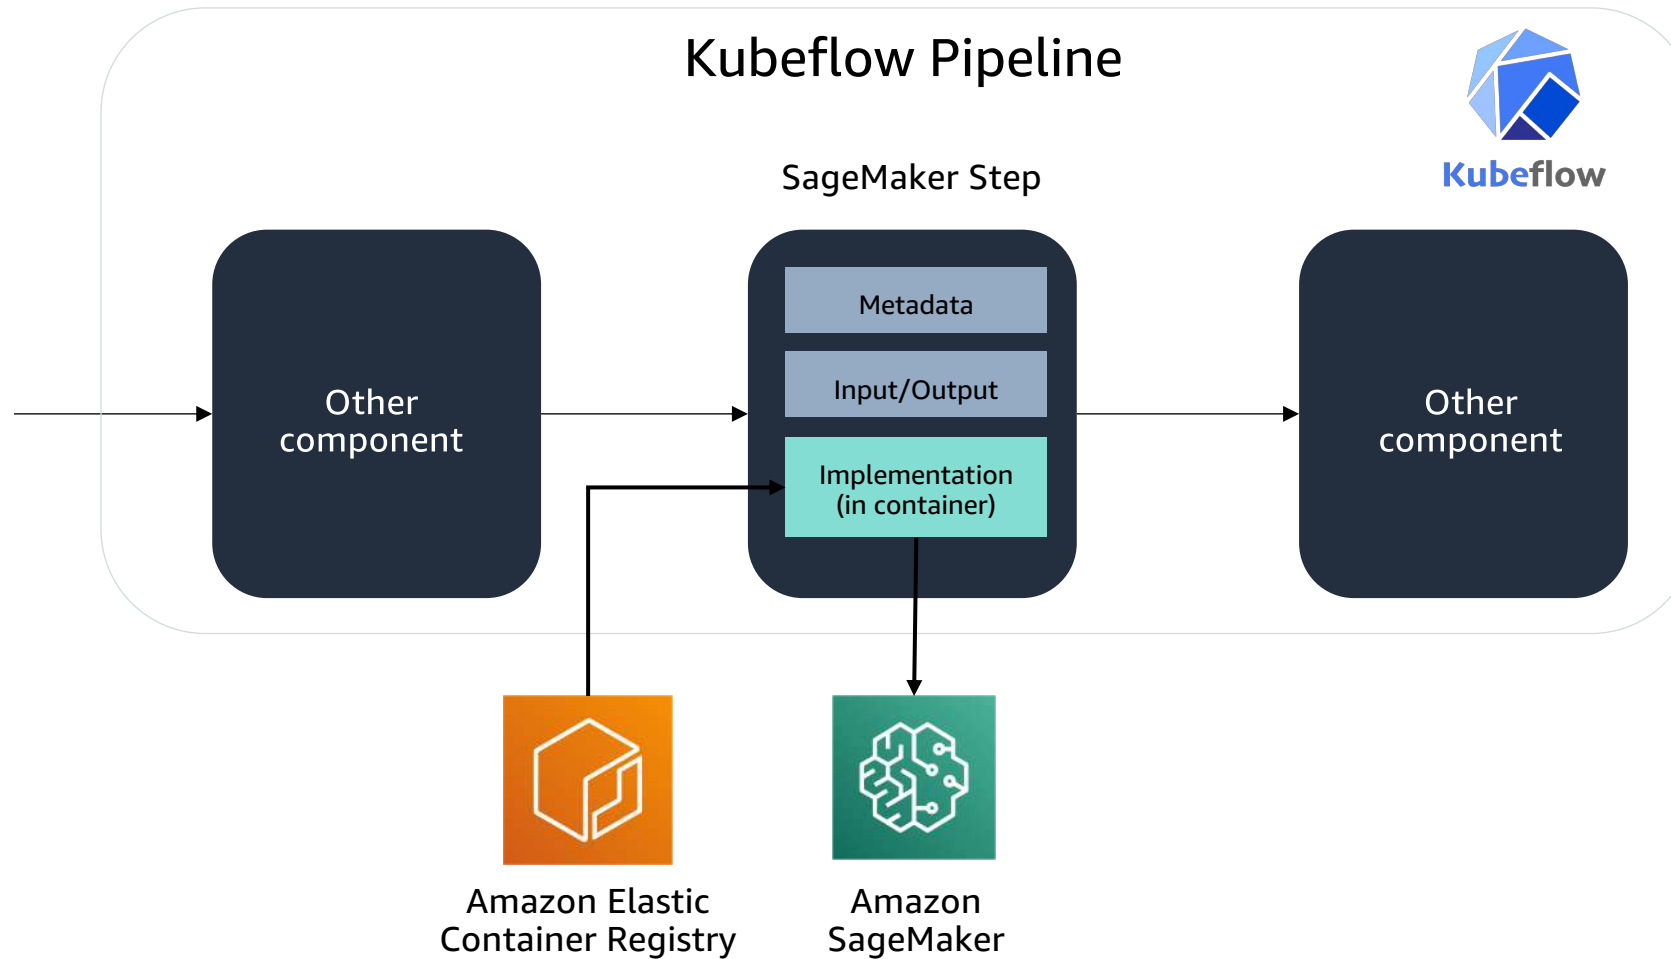 Kubeflow Pipeline
Kubeflow
SageMaker Step
Other
component
Metadata
Input/Output
Implementation
(in container)
Other
component
Amazon Elastic
Container Registry
Amazon
SageMaker